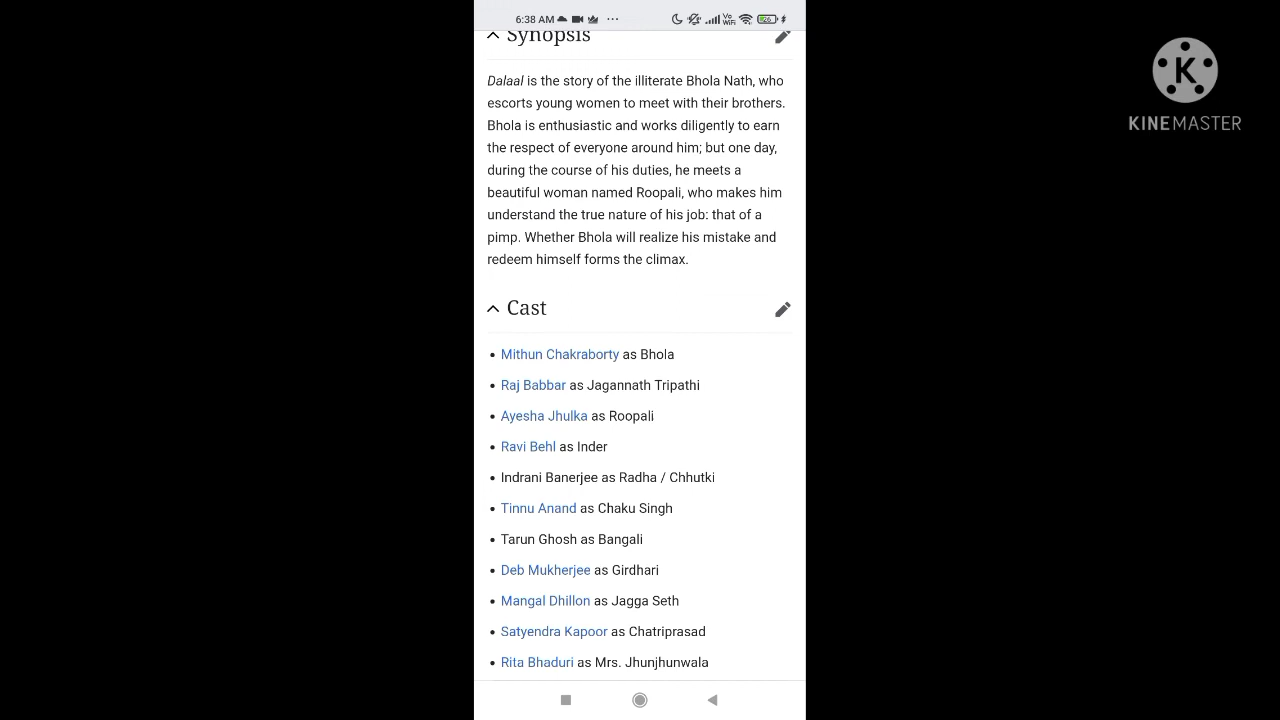 6:38 AM
Vo
WiFi
26
Synopsis
Dalaal is the story of the illiterate Bhola Nath, who
escorts young women to meet with their brothers.
Bhola is enthusiastic and works diligently to earn
the respect of everyone around him; but one day,
during the course of his duties, he meets a
beautiful woman named Roopali, who makes him
understand the true nature of his job: that of a
pimp. Whether Bhola will realize his mistake and
redeem himself forms the climax.
Cast
• Mithun Chakraborty as Bhola
• Raj Babbar as Jagannath Tripathi
• Ayesha Jhulka as Roopali
• Ravi Behl as Inder
• Indrani Banerjee as Radha / Chhutki
• Tinnu Anand as Chaku Singh
• Tarun Ghosh as Bangali
• Deb Mukherjee as Girdhari
• Mangal Dhillon as Jagga Seth
• Satyendra Kapoor as Chatriprasad
• Rita Bhaduri as Mrs. Jhunjhunwala
K
KINEMASTER